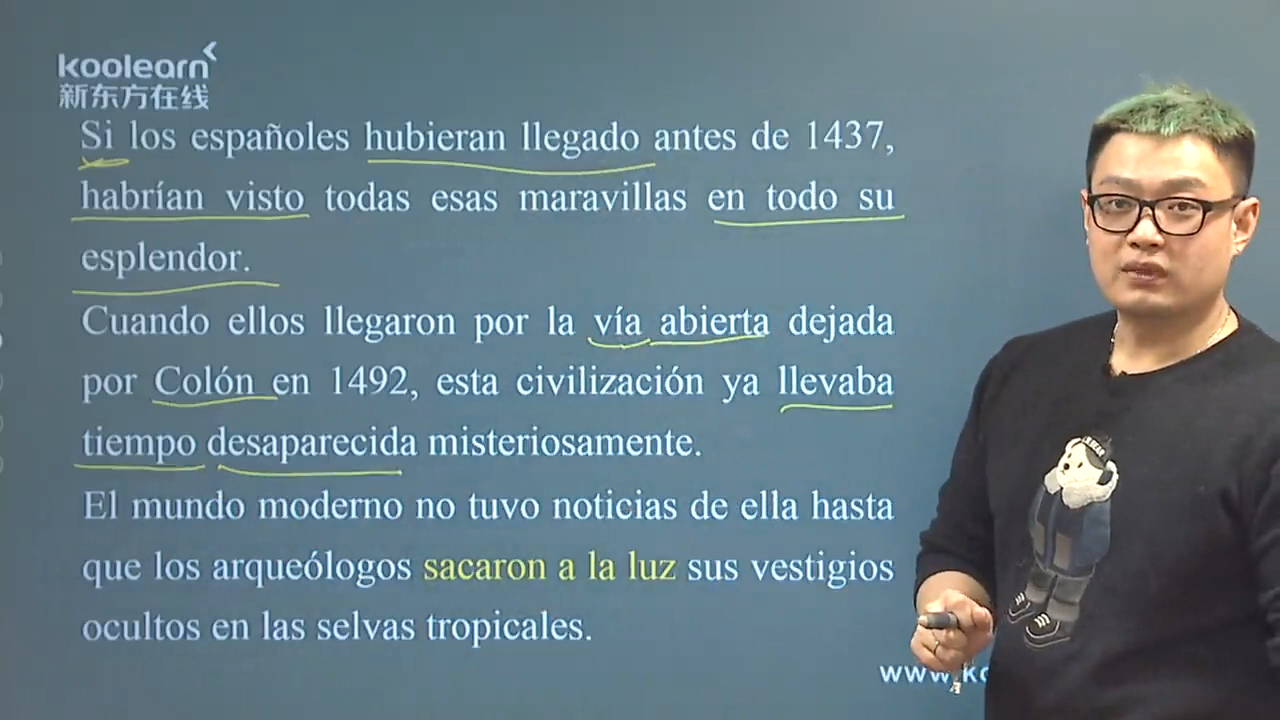 koolearn
新东方在线
Si los españoles hubieran llegado antes de 1437,
habrían visto todas esas maravillas en todo su
esplendor.
Cuando ellos llegaron por la vía abierta dejada
por Colón en 1492, esta civilización ya llevaba
tiempo desaparecida misteriosamente.
El mundo moderno no tuvo noticias de ella hasta
que los arqueólogos sacaron a la luz sus vestigios
ocultos en las selvas tropicales.